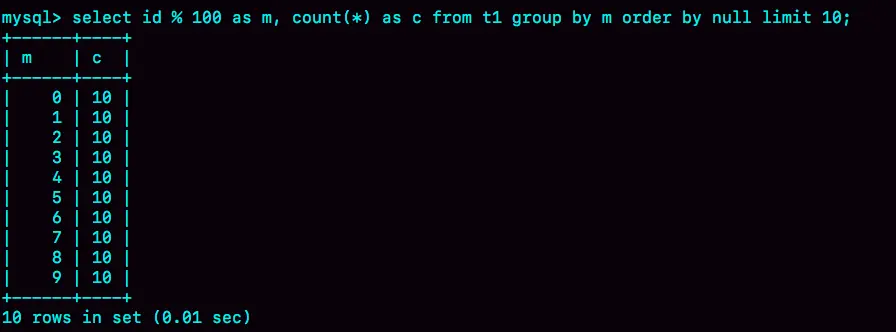 mysql> select id % 100 as m, count(*) as c from t1 group by m order by null limit 10;
+------+----+
| m    | c  |
+------+----+
|    0 | 10 |
|    1 | 10 |
|    2 | 10 |
|    3 | 10 |
|    4 | 10 |
|    5 | 10 |
|    6 | 10 |
|    7 | 10 |
|    8 | 10 |
|    9 | 10 |
+------+----+
10 rows in set (0.01 sec)